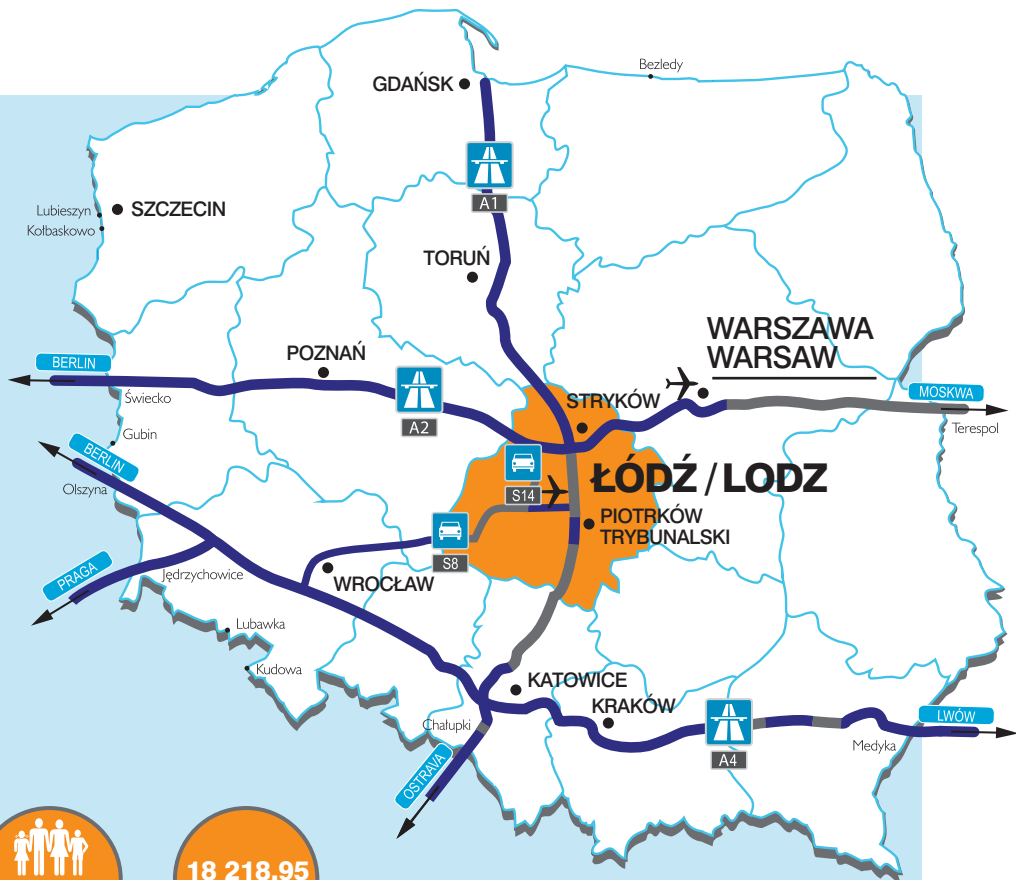 Bezledy
GDAŃSK
A1
Lubieszyn
SZCZECIN
Kołbaskowo
TORUŃ
WARSZAWA
WARSAW
POZNAŃ
BERLIN
MOSKWA
Świecko
STRYKÓW
A2
Terespol
Gubin
BERLIN
ŁÓDŹ / LODZ
Olszyna
S14
PIOTRKÓW
TRYBUNALSKI
S8
PRAGA
Jędrzychowice
WROCŁAW
Lubawka
Kudowa
KATOWICE
KRAKÓW
Chałupki
LWÓW
Medyka
A4
OSTRAVA
18 218,95